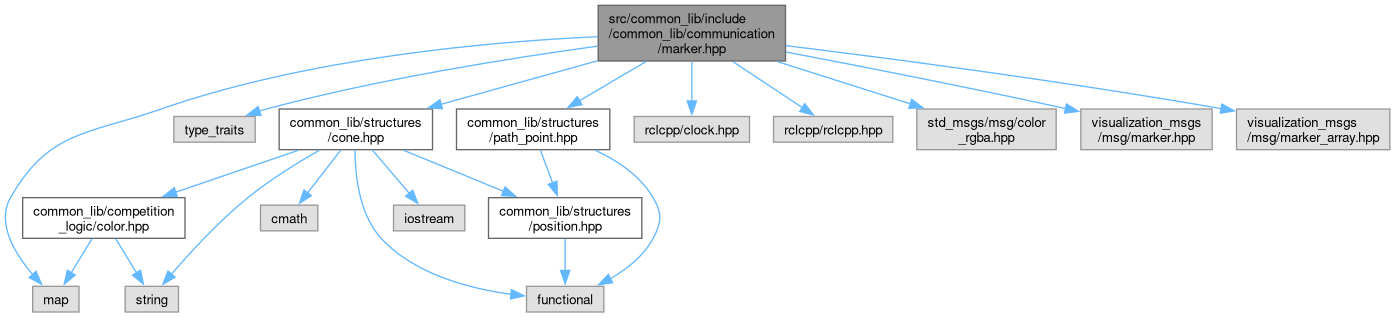 src/common_lib/include
/common_lib/communication
/marker.hpp
type_traits
common_lib/structures
/cone.hpp
common_lib/structures
/path_point.hpp
rclcpp/clock.hpp
rclcpp/rclcpp.hpp
std_msgs/msg/color
_rgba.hpp
visualization_msgs
/msg/marker.hpp
visualization_msgs
/msg/marker_array.hpp
common_lib/competition
_logic/color.hpp
cmath
iostream
common_lib/structures
/position.hpp
map
string
functional